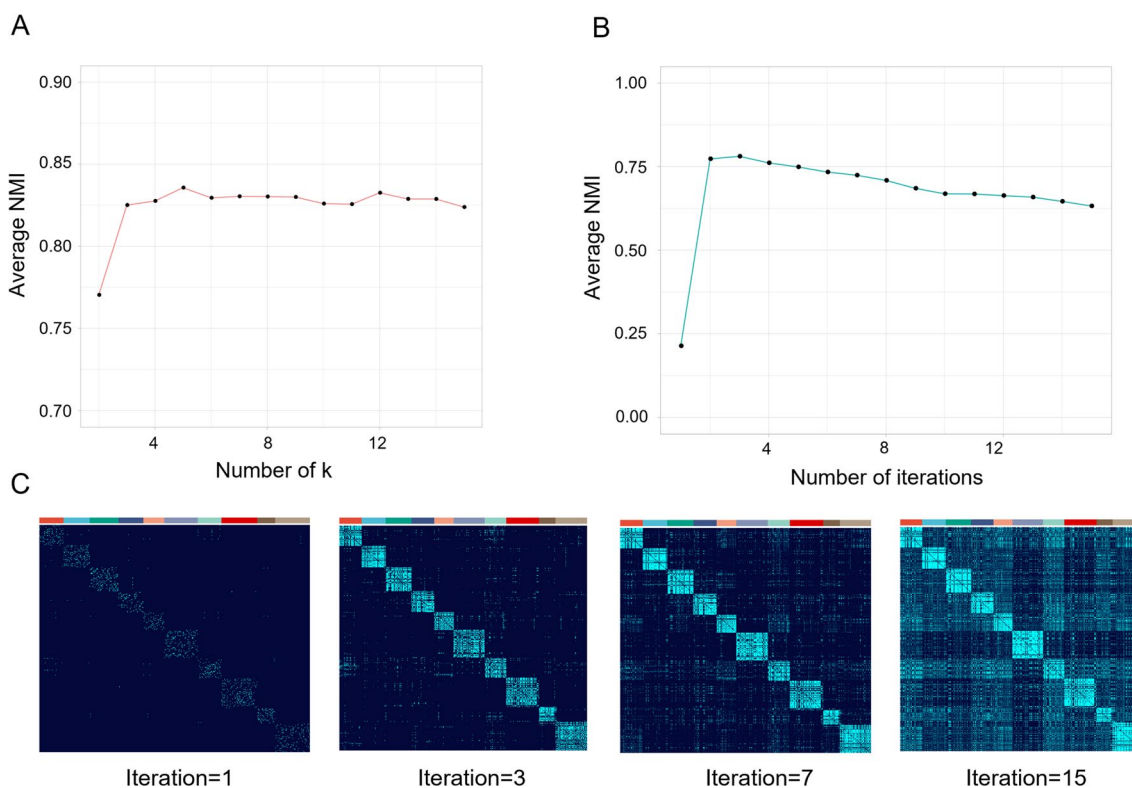 A
Average NMI
0.90
0.85
0.80
0.75
0.70
4
8
12
Number of k
B
Average NMI
1.00
0.75
0.50
0.25
0.00
4
8
12
Number of iterations
C
Iteration=1
Iteration=3
Iteration=7
Iteration=15